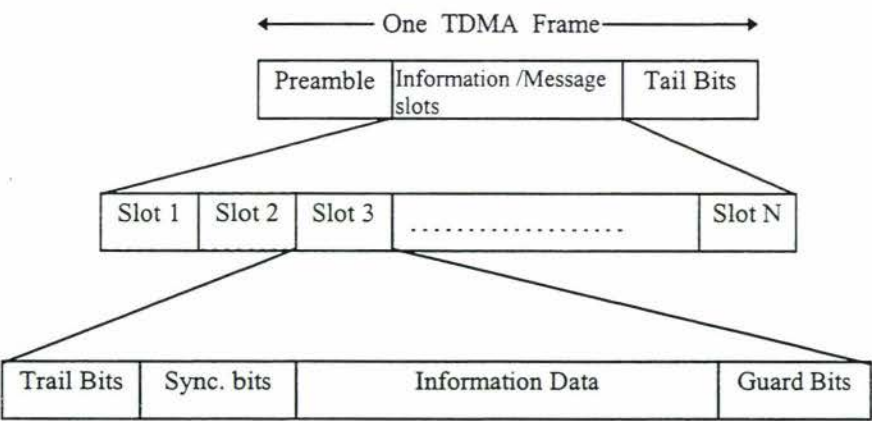 One TDMA Frame
Preamble
Information /Message
slots
Tail Bits
Slot 1
Slot 2
Slot 3
..................
Slot N
Trail Bits
Sync. bits
Information Data
Guard Bits